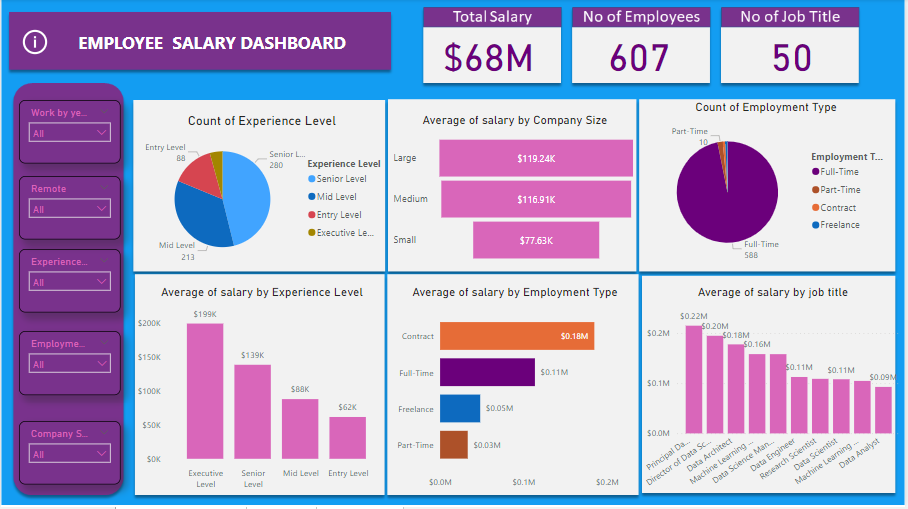 EMPLOYEE SALARY DASHBOARD
Total Salary
$68M
No of Employees
607
No of Job Title
50
Work by ye...
All
Remote
All
Experience...
All
Employme...
All
Company S...
All
Count of Experience Level
Entry Level
88
Senior L...
280
Mid Level
213
Experience Level
Senior Level
Mid Level
Entry Level
Executive Le...
Average of salary by Company Size
Large
$119.24K
Medium
$116.91K
Small
$77.63K
Count of Employment Type
Part-Time
10
Full-Time
588
Employment T...
Full-Time
Part-Time
Contract
Freelance
Average of salary by Experience Level
$200K
$150K
$100K
$50K
$0K
$199K
$139K
$88K
$62K
Executive
Level
Senior
Level
Mid Level
Entry Level
Average of salary by Employment Type
Contract
$0.18M
Full-Time
$0.11M
Freelance
$0.05M
Part-Time
$0.03M
$0.0M
$0.1M
$0.2M
Average of salary by job title
$0.2M
$0.1M
$0.0M
$0.22M
$0.20M
$0.18M
$0.16M
$0.11M
$0.11M
$0.09M
Principal Da...
Director of Data Sc...
Data Architect
Machine Learning ...
Data Science Man...
Data Engineer
Research Scientist
Data Scientist
Machine Learning ...
Data Analyst